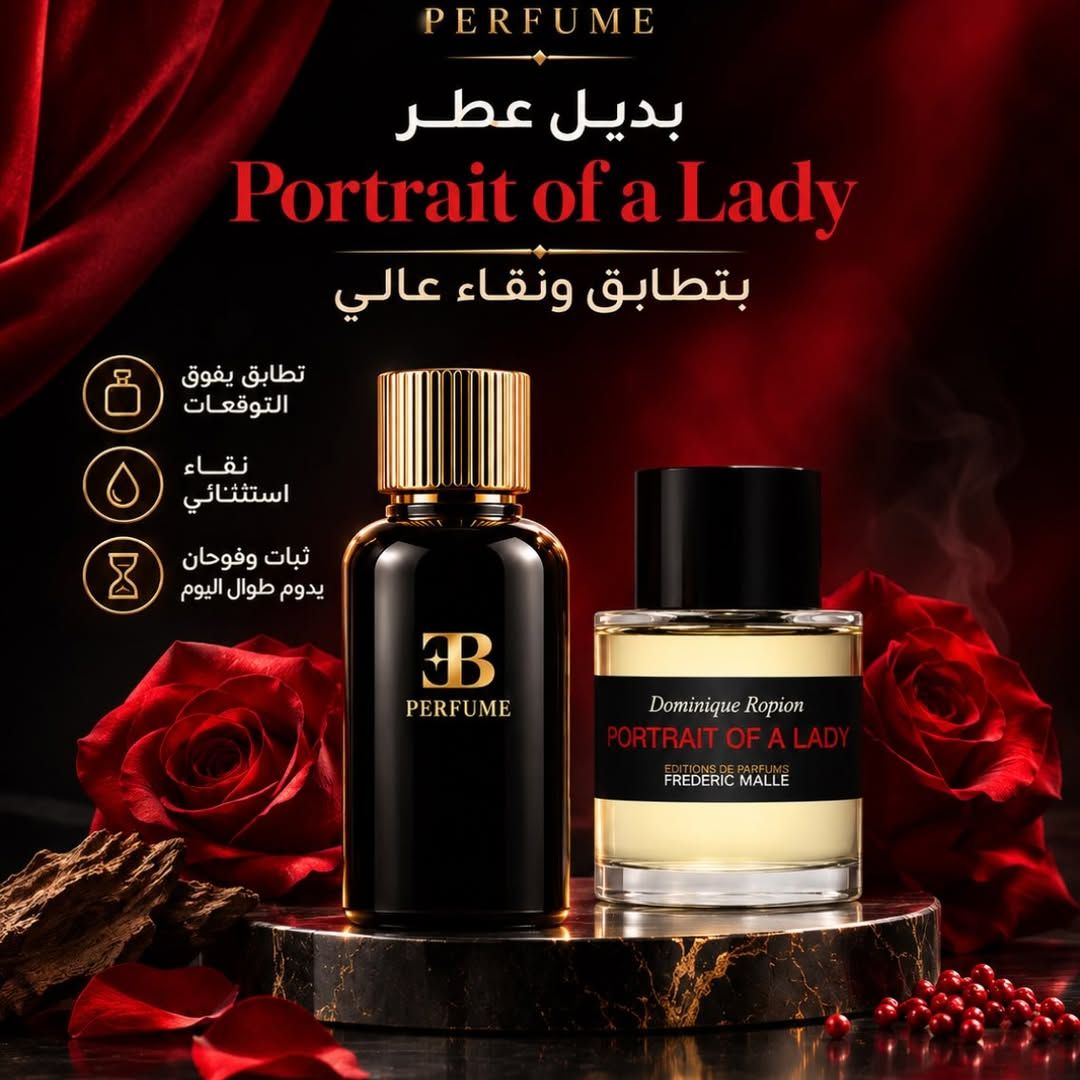 PERFUME
بديل عطر
Portrait of a Lady
بتطابق ونقاء عالي
تطابق يفوق
التوقعات
نقاء
استثنائي
ثبات وفوحان
يدوم طوال اليوم
EB
PERFUME
Dominique Ropion
PORTRAIT OF A LADY
EDITIONS DE PARFUMS
FREDERIC MALLE